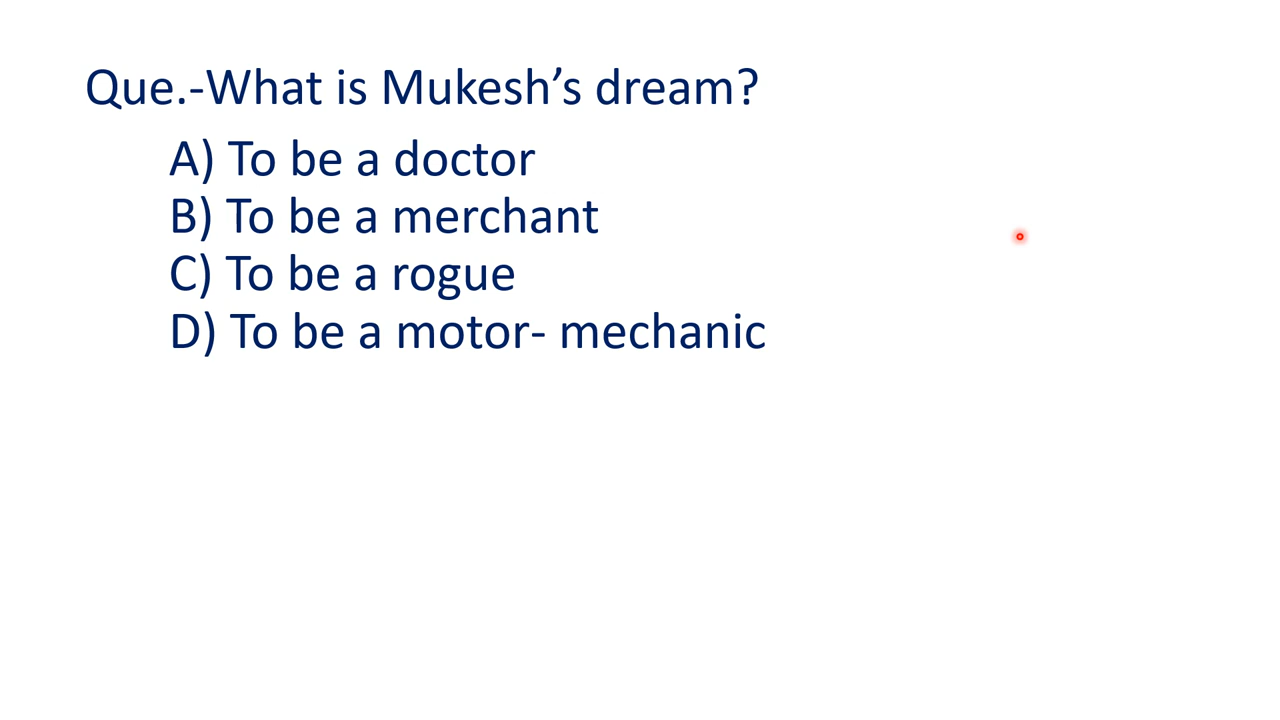 Que.-What is Mukesh’s dream?
A) To be a doctor
B) To be a merchant
C) To be a rogue
D) To be a motor- mechanic